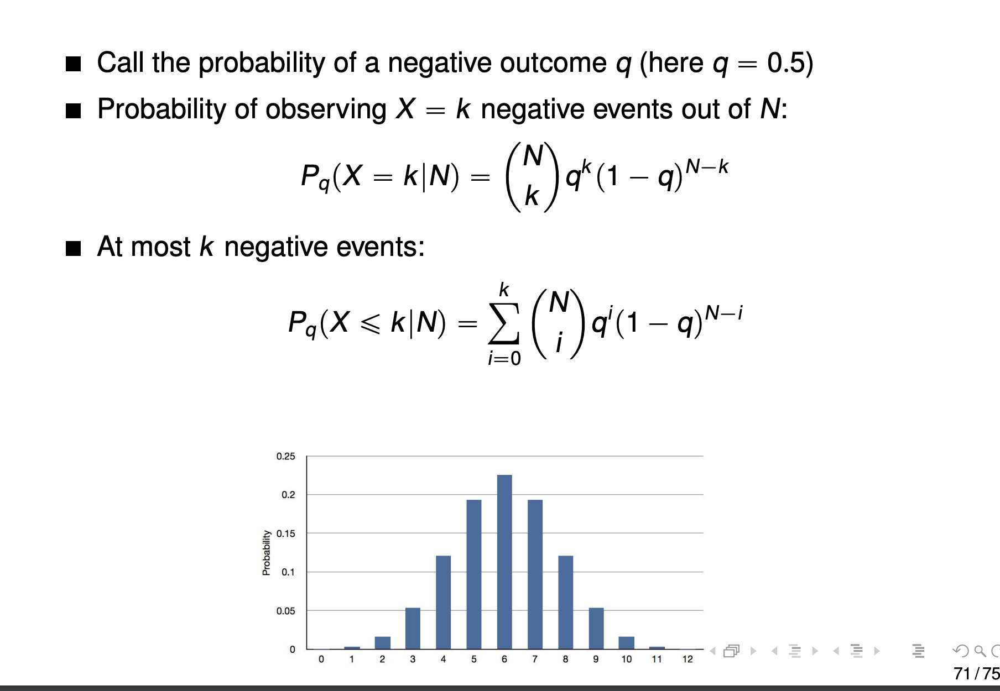 ■ Call the probability of a negative outcome q (here q = 0.5)
■ Probability of observing X = k negative events out of N:
P_q(X = k|N) = \binom{N}{k} q^k (1 − q)^{N−k}
■ At most k negative events:
P_q(X ⩽ k|N) = \sum_{i=0}^{k} \binom{N}{i} q^i (1 − q)^{N−i}
0.25
0.2
0.15
0.1
0.05
0
Probability
0 1 2 3 4 5 6 7 8 9 10 11 12
71 / 75